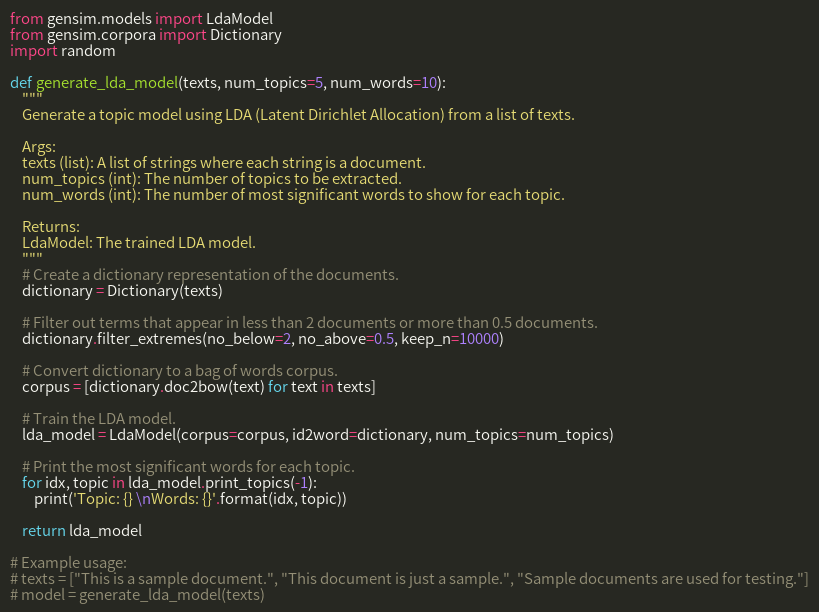 from gensim.models import LdaModel
from gensim.corpora import Dictionary
import random

def generate_lda_model(texts, num_topics=5, num_words=10):
    """
    Generate a topic model using LDA (Latent Dirichlet Allocation) from a list of texts.

    Args:
    texts (list): A list of strings where each string is a document.
    num_topics (int): The number of topics to be extracted.
    num_words (int): The number of most significant words to show for each topic.

    Returns:
    LdaModel: The trained LDA model.
    """
    # Create a dictionary representation of the documents.
    dictionary = Dictionary(texts)

    # Filter out terms that appear in less than 2 documents or more than 0.5 documents.
    dictionary.filter_extremes(no_below=2, no_above=0.5, keep_n=10000)

    # Convert dictionary to a bag of words corpus.
    corpus = [dictionary.doc2bow(text) for text in texts]

    # Train the LDA model.
    lda_model = LdaModel(corpus=corpus, id2word=dictionary, num_topics=num_topics)

    # Print the most significant words for each topic.
    for idx, topic in lda_model.print_topics(-1):
        print('Topic: {} \nWords: {}'.format(idx, topic))

    return lda_model

# Example usage:
# texts = ["This is a sample document.", "This document is just a sample.", "Sample documents are used for testing."]
# model = generate_lda_model(texts)